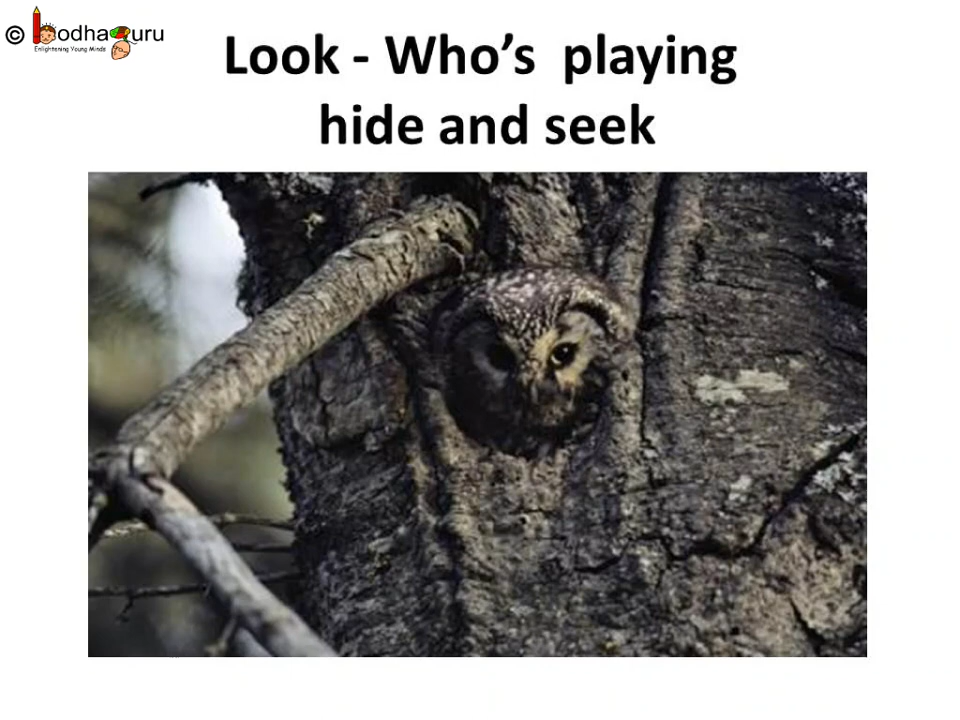 © bodhaguru
Enlightening Young Minds
Look - Who’s playing
hide and seek